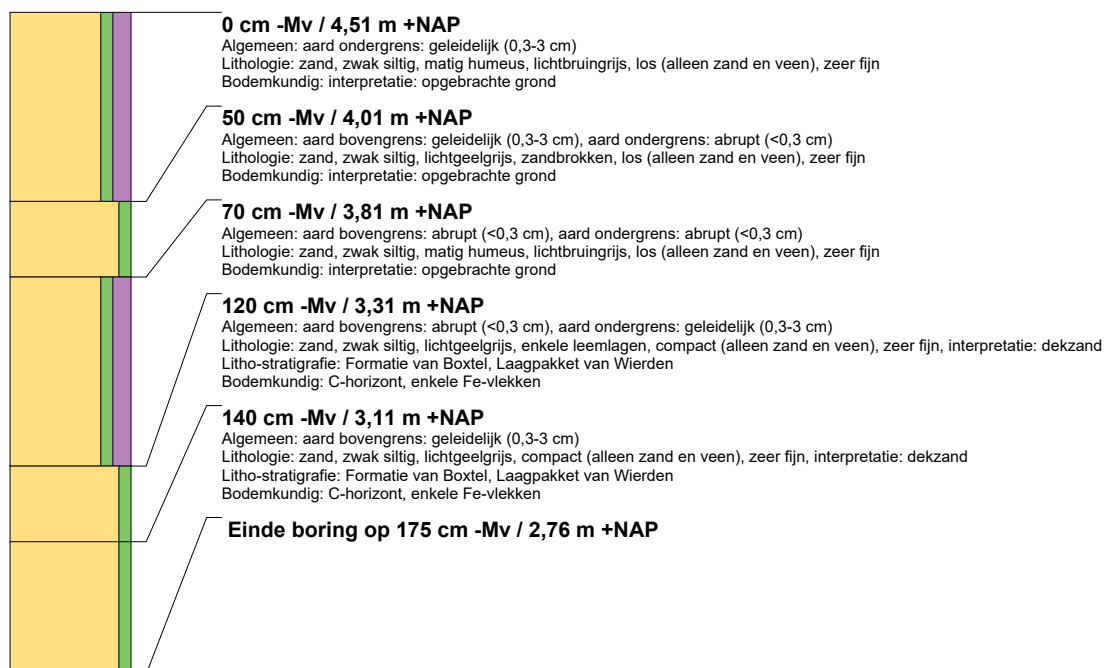 0 cm -Mv / 4,51 m +NAP
Algemeen: aard ondergrens: geleidelijk (0,3-3 cm)
Lithologie: zand, zwak siltig, matig humeus, lichtbruingrijs, los (alleen zand en veen), zeer fijn
Bodemkundig: interpretatie: opgebrachte grond
50 cm -Mv / 4,01 m +NAP
Algemeen: aard bovengrens: geleidelijk (0,3-3 cm), aard ondergrens: abrupt (<0,3 cm)
Lithologie: zand, zwak siltig, lichtgeelgrijs, zandbrokken, los (alleen zand en veen), zeer fijn
Bodemkundig: interpretatie: opgebrachte grond
70 cm -Mv / 3,81 m +NAP
Algemeen: aard bovengrens: abrupt (<0,3 cm), aard ondergrens: abrupt (<0,3 cm)
Lithologie: zand, zwak siltig, matig humeus, lichtbruingrijs, los (alleen zand en veen), zeer fijn
Bodemkundig: interpretatie: opgebrachte grond
120 cm -Mv / 3,31 m +NAP
Algemeen: aard bovengrens: abrupt (<0,3 cm), aard ondergrens: geleidelijk (0,3-3 cm)
Lithologie: zand, zwak siltig, lichtgeelgrijs, enkele leemlagen, compact (alleen zand en veen), zeer fijn, interpretatie: dekzand
Litho-stratigrafie: Formatie van Boxtel, Laagpakket van Wierden
Bodemkundig: C-horizont, enkele Fe-vlekken
140 cm -Mv / 3,11 m +NAP
Algemeen: aard bovengrens: geleidelijk (0,3-3 cm)
Lithologie: zand, zwak siltig, lichtgeelgrijs, compact (alleen zand en veen), zeer fijn, interpretatie: dekzand
Litho-stratigrafie: Formatie van Boxtel, Laagpakket van Wierden
Bodemkundig: C-horizont, enkele Fe-vlekken
Einde boring op 175 cm -Mv / 2,76 m +NAP